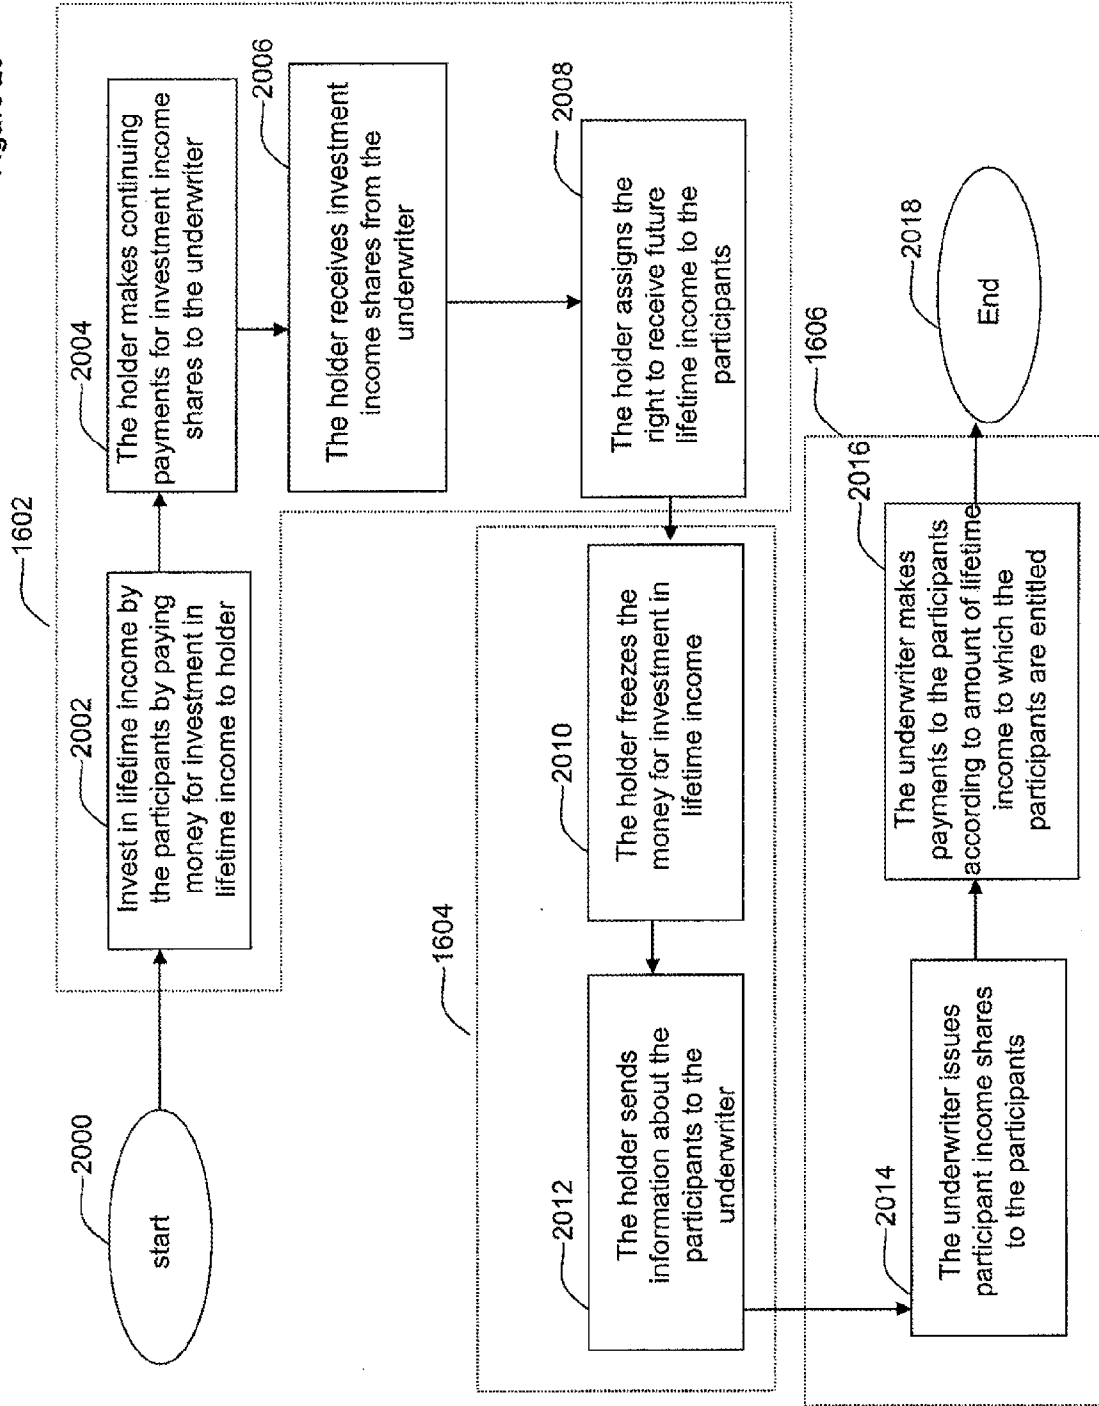 1602
2000
start
2002
Invest in lifetime income by
the participants by paying
money for investment in
lifetime income to holder
2004
The holder makes continuing
payments for investment income
shares to the underwriter
2006
The holder receives investment
income shares from the
underwriter
2008
The holder assigns the
right to receive future
lifetime income to the
participants
1604
2010
The holder freezes the
money for investment in
lifetime income
2012
The holder sends
information about the
participants to the
underwriter
1606
2014
The underwriter issues
participant income shares
to the participants
2016
The underwriter makes
payments to the participants
according to amount of lifetime
income to which the
participants are entitled
2018
End